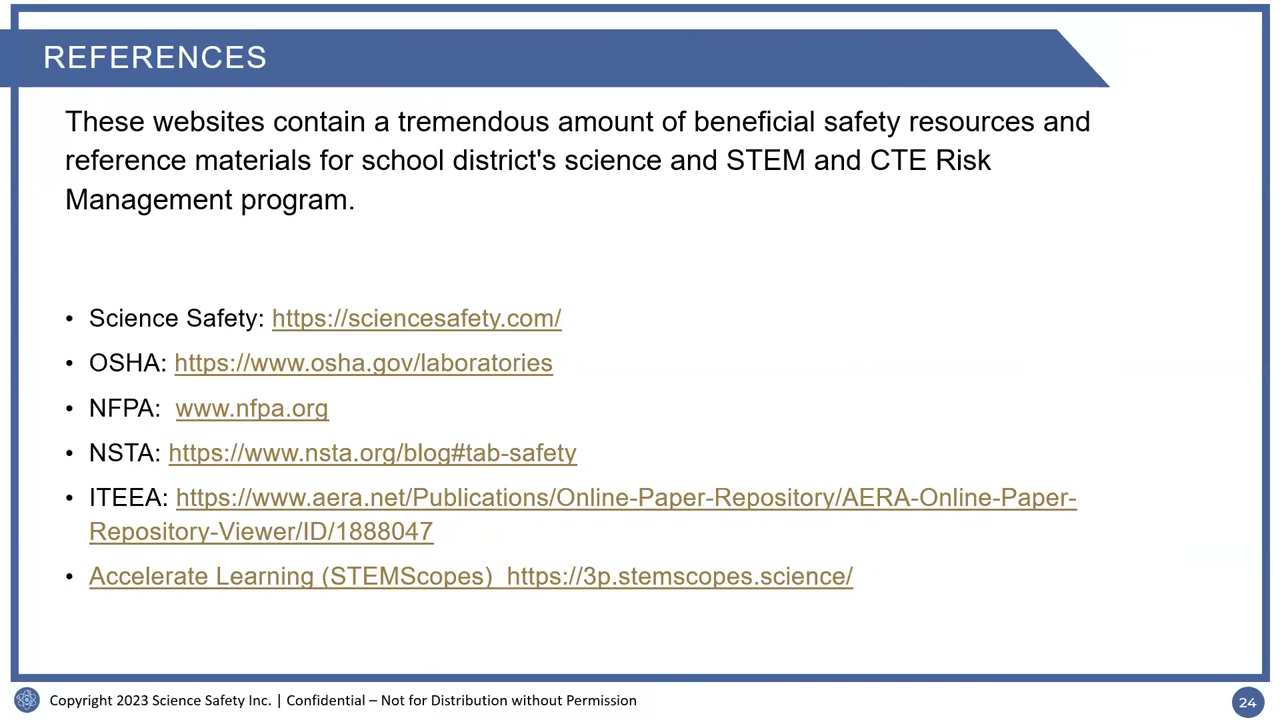 REFERENCES
These websites contain a tremendous amount of beneficial safety resources and
reference materials for school district's science and STEM and CTE Risk
Management program.
• Science Safety: https://sciencesafety.com/
• OSHA: https://www.osha.gov/laboratories
• NFPA:  www.nfpa.org
• NSTA: https://www.nsta.org/blog#tab-safety
• ITEEA: https://www.aera.net/Publications/Online-Paper-Repository/AERA-Online-Paper-
Repository-Viewer/ID/1888047
• Accelerate Learning (STEMScopes)  https://3p.stemscopes.science/
Copyright 2023 Science Safety Inc. | Confidential – Not for Distribution without Permission
24